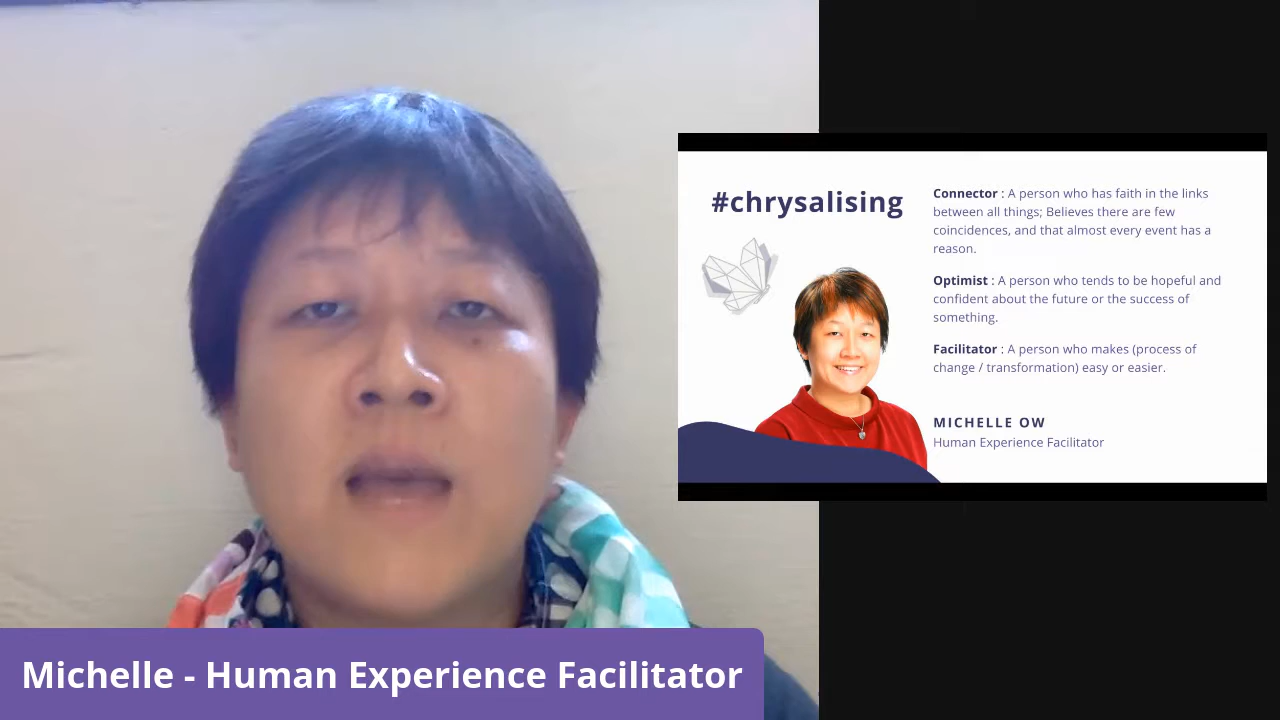 #chrysalising
Connector : A person who has faith in the links
between all things; Believes there are few
coincidences, and that almost every event has a
reason.
Optimist : A person who tends to be hopeful and
confident about the future or the success of
something.
Facilitator : A person who makes (process of
change / transformation) easy or easier.
MICHELLE OW
Human Experience Facilitator
Michelle - Human Experience Facilitator